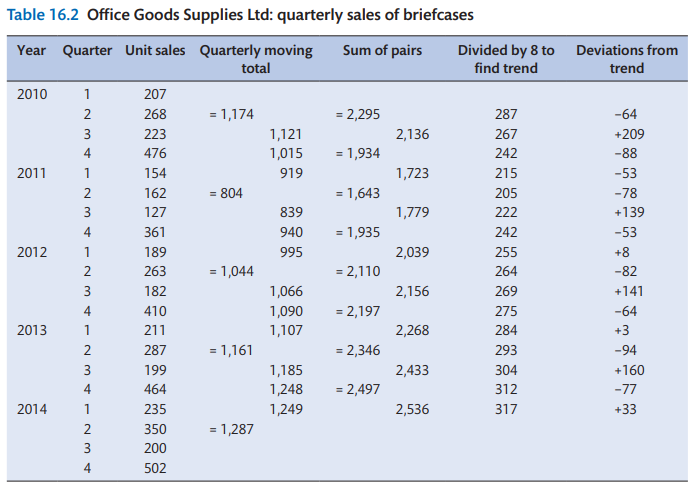 Table 16.2 Office Goods Supplies Ltd: quarterly sales of briefcases
Year Quarter Unit sales Quarterly moving total Sum of pairs Divided by 8 to find trend Deviations from trend
2010 1 207
2 268 = 1,174 = 2,295 287 –64
3 223 1,121 2,136 267 +209
4 476 1,015 = 1,934 242 –88
2011 1 154 919 1,723 215 –53
2 162 = 804 = 1,643 205 –78
3 127 839 1,779 222 +139
4 361 940 = 1,935 242 –53
2012 1 189 995 2,039 255 +8
2 263 = 1,044 = 2,110 264 –82
3 182 1,066 2,156 269 +141
4 410 1,090 = 2,197 275 –64
2013 1 211 1,107 2,268 284 +3
2 287 = 1,161 = 2,346 293 –94
3 199 1,185 2,433 304 +160
4 464 1,248 = 2,497 312 –77
2014 1 235 1,249 2,536 317 +33
2 350 = 1,287
3 200
4 502